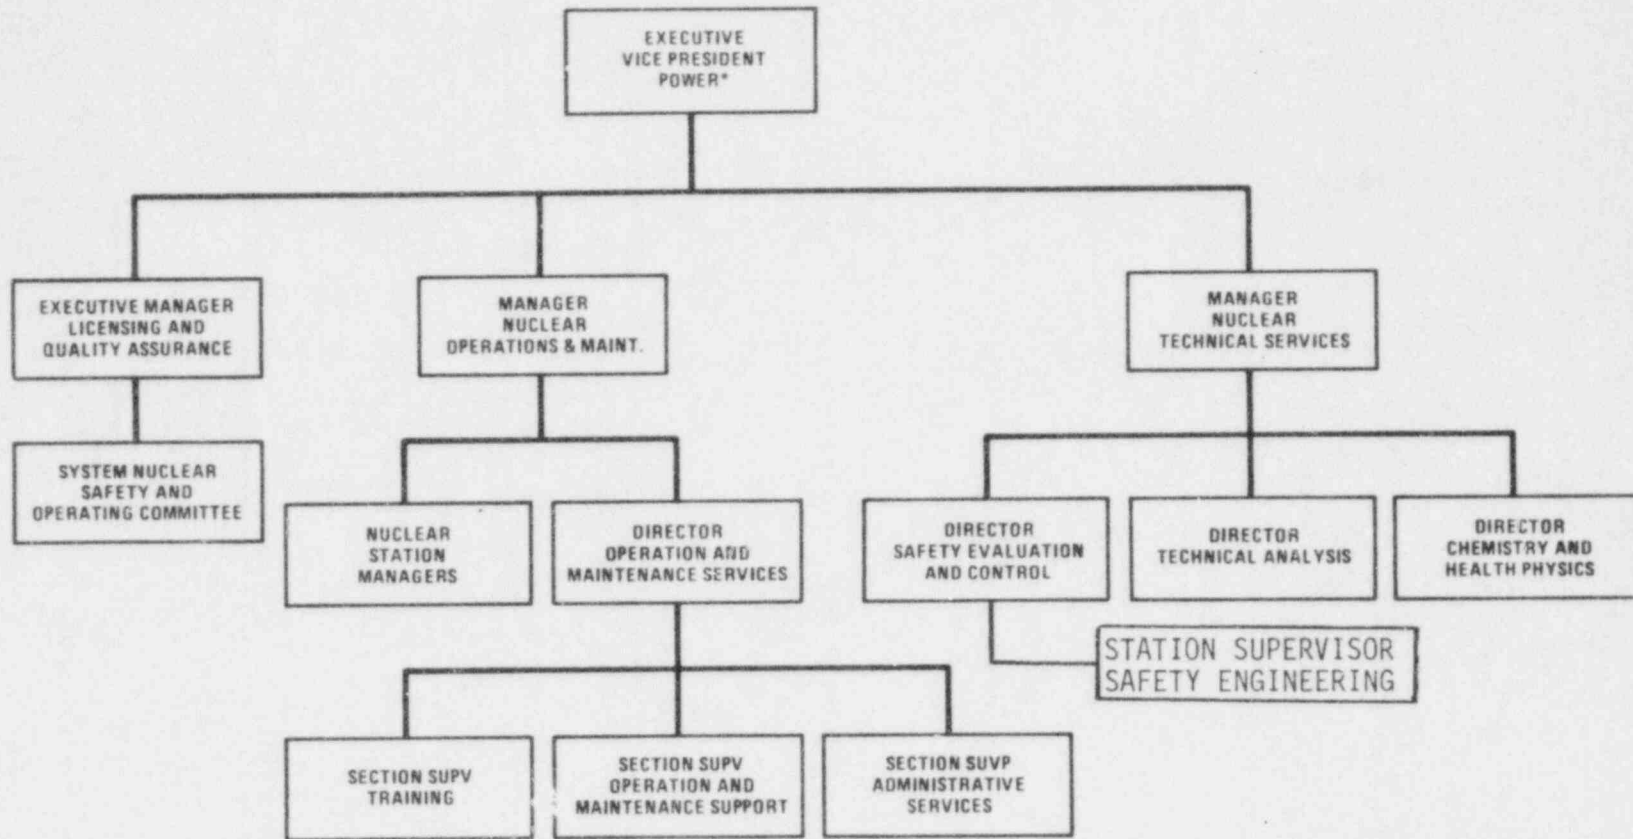 EXECUTIVE
VICE PRESIDENT
POWER*
EXECUTIVE MANAGER
LICENSING AND
QUALITY ASSURANCE
MANAGER
NUCLEAR
OPERATIONS & MAINT.
MANAGER
NUCLEAR
TECHNICAL SERVICES
SYSTEM NUCLEAR
SAFETY AND
OPERATING COMMITTEE
NUCLEAR
STATION
MANAGERS
DIRECTOR
OPERATION AND
MAINTENANCE SERVICES
DIRECTOR
SAFETY EVALUATION
AND CONTROL
DIRECTOR
TECHNICAL ANALYSIS
DIRECTOR
CHEMISTRY AND
HEALTH PHYSICS
STATION SUPERVISOR
SAFETY ENGINEERING
SECTION SUPV
TRAINING
SECTION SUPV
OPERATION AND
MAINTENANCE SUPPORT
SECTION SUVP
ADMINISTRATIVE
SERVICES